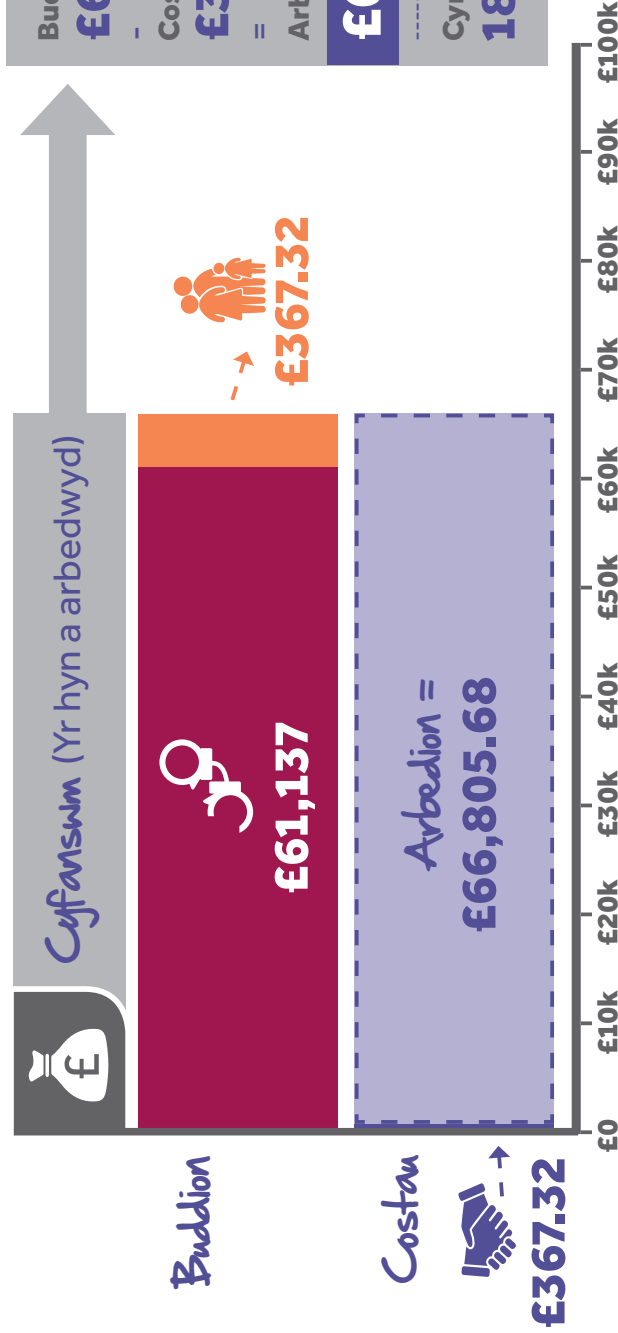 Cyfanswm (Yr hyn a arbedwyd)
£
Buddion
£61,137
£367.32
Costau
£367.32
Arbedion =
£66,805.68
£0
£10k
£20k
£30k
£40k
£50k
£60k
£70k
£80k
£90k
£100k
-
=